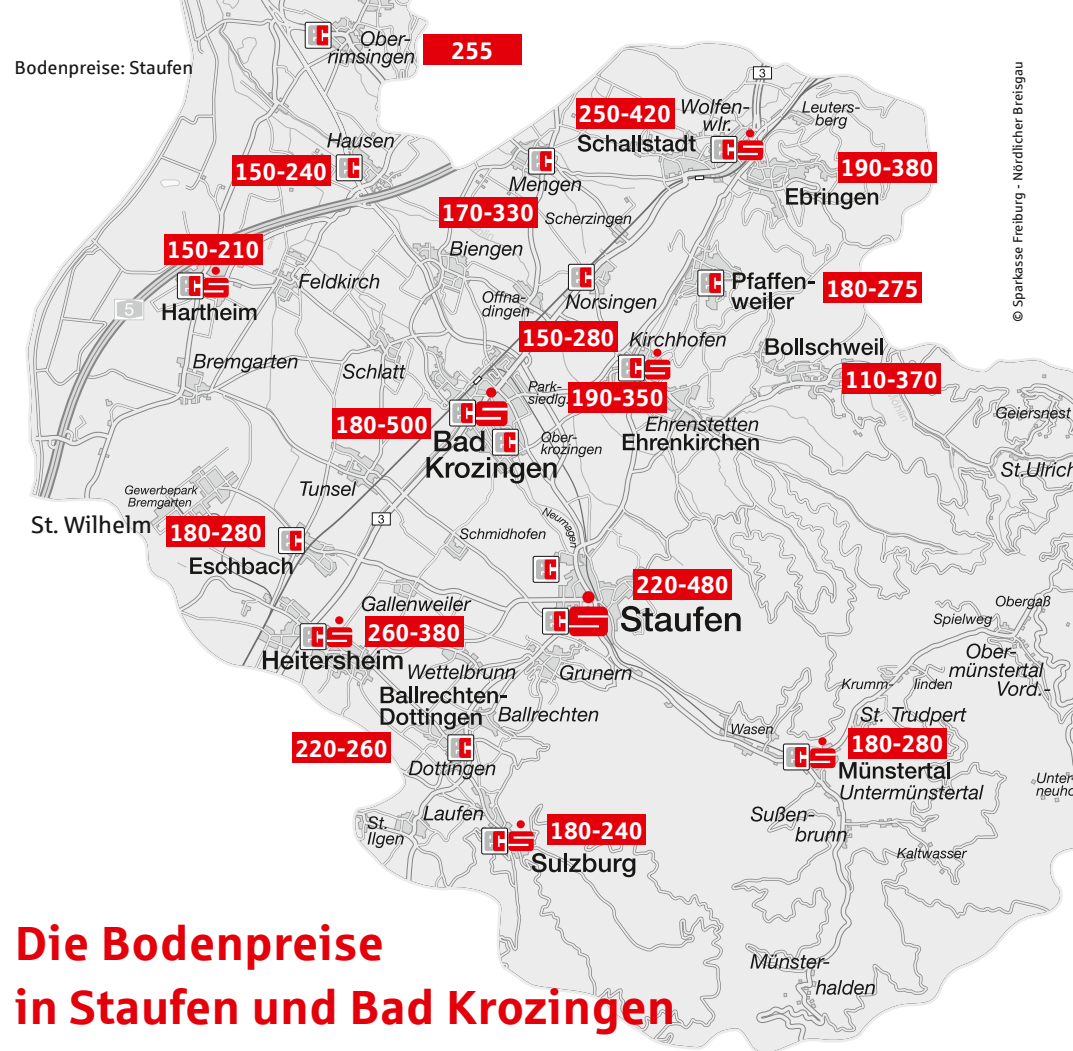 Ober-
rimsingen
255
Bodenpreise: Staufen
3
Wolfen-
wlr.
Leuters-
berg
250-420
Schallstadt
© Sparkasse Freiburg - Nördlicher Breisgau
Hausen
150-240
Mengen
190-380
Ebringen
170-330
Scherzingen
150-210
Biengen
Feldkirch
Hartheim
5
Offna-
dingen
Norsingen
Pfaffen-
weiler
180-275
150-280
Kirchhofen
Bollschweil
110-370
Bremgarten
Schlatt
Park-
siedlg.
190-350
Geiersnest
180-500
Bad
Krozingen
Ober-
krozingen
Ehrenstetten
Ehrenkirchen
St.Ulrich
Gewerbepark
Bremgarten
Tunsel
3
St. Wilhelm
180-280
Eschbach
Schmidhofen
Neumagen
220-480
Staufen
Gallenweiler
260-380
Heitersheim
Wettelbrunn
Grunern
Obergaß
Spielweg
Ober-
münstertal
Vord.-
Krumm-
linden
Ballrechten-
Dottingen
Ballrechten
St. Trudpert
Wasen
220-260
Dottingen
180-280
Münstertal
Untermünstertal
Unter-
neuho
Laufen
St.
Ilgen
180-240
Sulzburg
Sußen-
brunn
Kaltwasser
Die Bodenpreise
in Staufen und Bad Krozingen
Münster-
halden